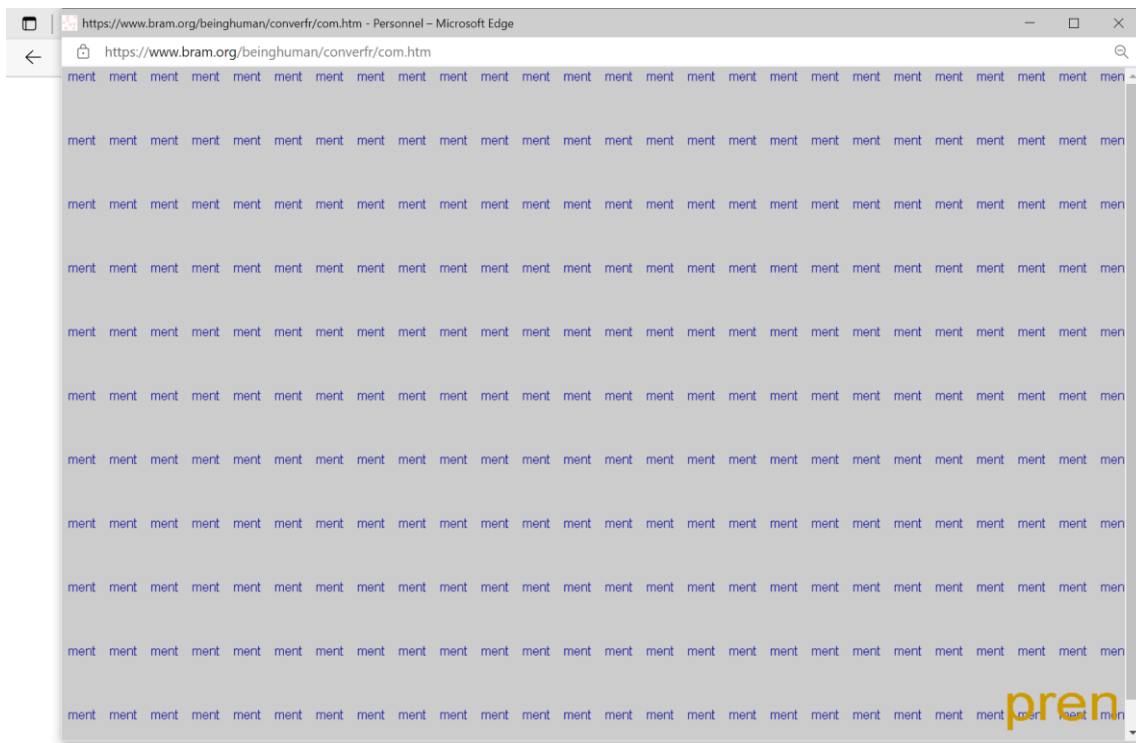 https://www.bram.org/beinghuman/converfr/com.htm - Personnel – Microsoft Edge
https://www.bram.org/beinghuman/converfr/com.htm
ment ment ment ment ment ment ment ment ment ment ment ment ment ment ment ment ment ment ment ment ment ment ment ment ment men
ment ment ment ment ment ment ment ment ment ment ment ment ment ment ment ment ment ment ment ment ment ment ment ment ment men
ment ment ment ment ment ment ment ment ment ment ment ment ment ment ment ment ment ment ment ment ment ment ment ment ment men
ment ment ment ment ment ment ment ment ment ment ment ment ment ment ment ment ment ment ment ment ment ment ment ment ment men
ment ment ment ment ment ment ment ment ment ment ment ment ment ment ment ment ment ment ment ment ment ment ment ment ment men
ment ment ment ment ment ment ment ment ment ment ment ment ment ment ment ment ment ment ment ment ment ment ment ment ment men
ment ment ment ment ment ment ment ment ment ment ment ment ment ment ment ment ment ment ment ment ment ment ment ment ment men
ment ment ment ment ment ment ment ment ment ment ment ment ment ment ment ment ment ment ment ment ment ment ment ment ment men
ment ment ment ment ment ment ment ment ment ment ment ment ment ment ment ment ment ment ment ment ment ment ment ment ment men
ment ment ment ment ment ment ment ment ment ment ment ment ment ment ment ment ment ment ment ment ment ment ment ment ment men
pren
ment ment ment ment ment ment ment ment ment ment ment ment ment ment ment ment ment ment ment ment ment ment ment ment ment men